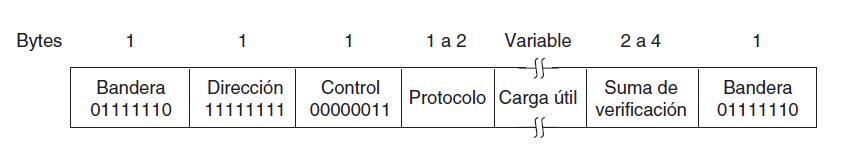 Bytes 1 1 1 1 a 2 Variable 2 a 4 1
Bandera Dirección Control Protocolo Carga útil Suma de Bandera
01111110 11111111 00000011 verificación 01111110